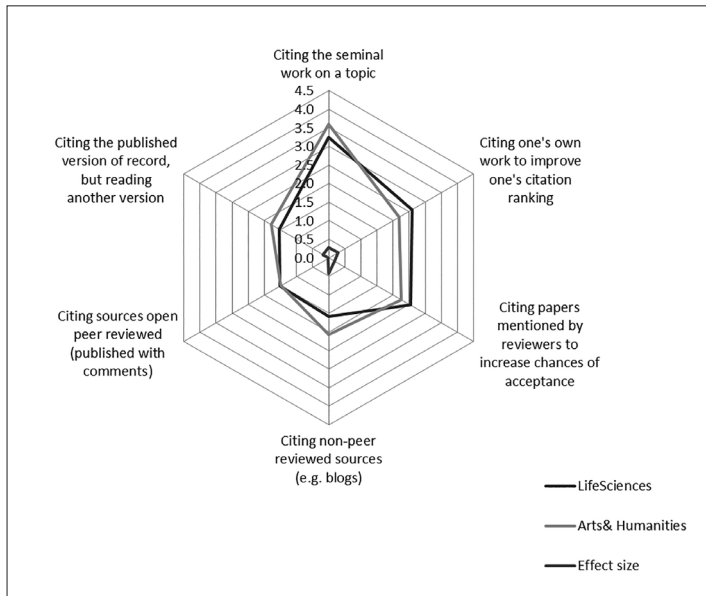 Citing the seminal
work on a topic
4.5
4.0
3.5
3.0
2.5
2.0
1.5
1.0
0.5
0.0
Citing one's own
work to improve
one's citation
ranking
Citing papers
mentioned by
reviewers to
increase chances of
acceptance
Citing non-peer
reviewed sources
(e.g. blogs)
Citing sources open
peer reviewed
(published with
comments)
Citing the published
version of record,
but reading
another version
LifeSciences
Arts& Humanities
Effect size